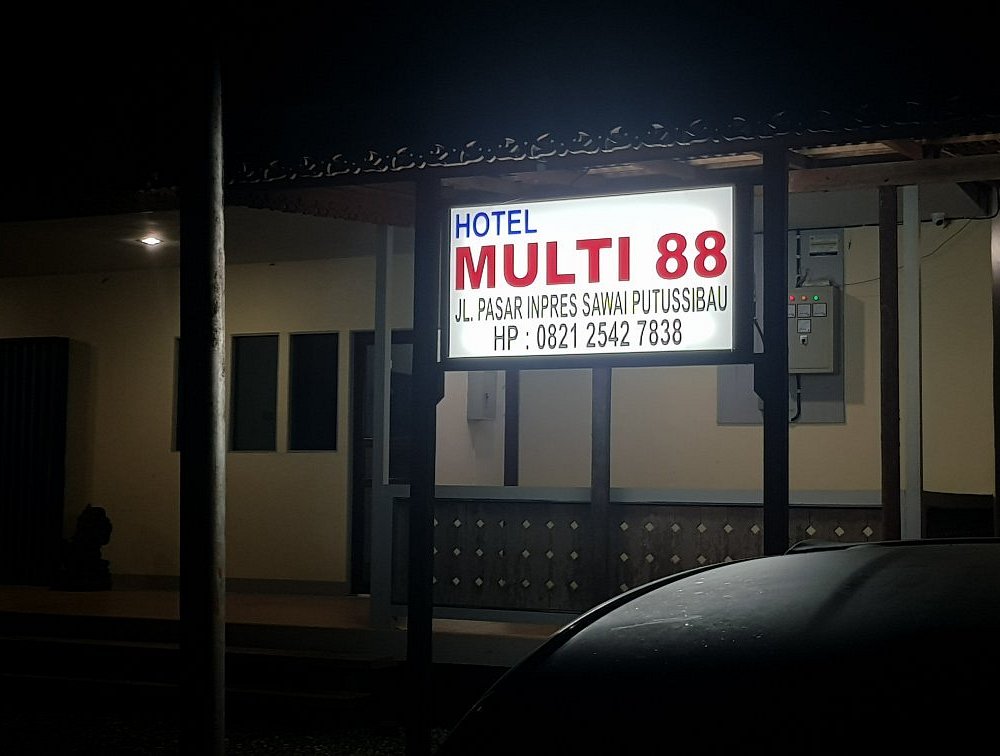 HOTEL
MULTI 88
JL. PASAR INPRES SAWAI PUTUSSIBAU
HP : 0821 2542 7838